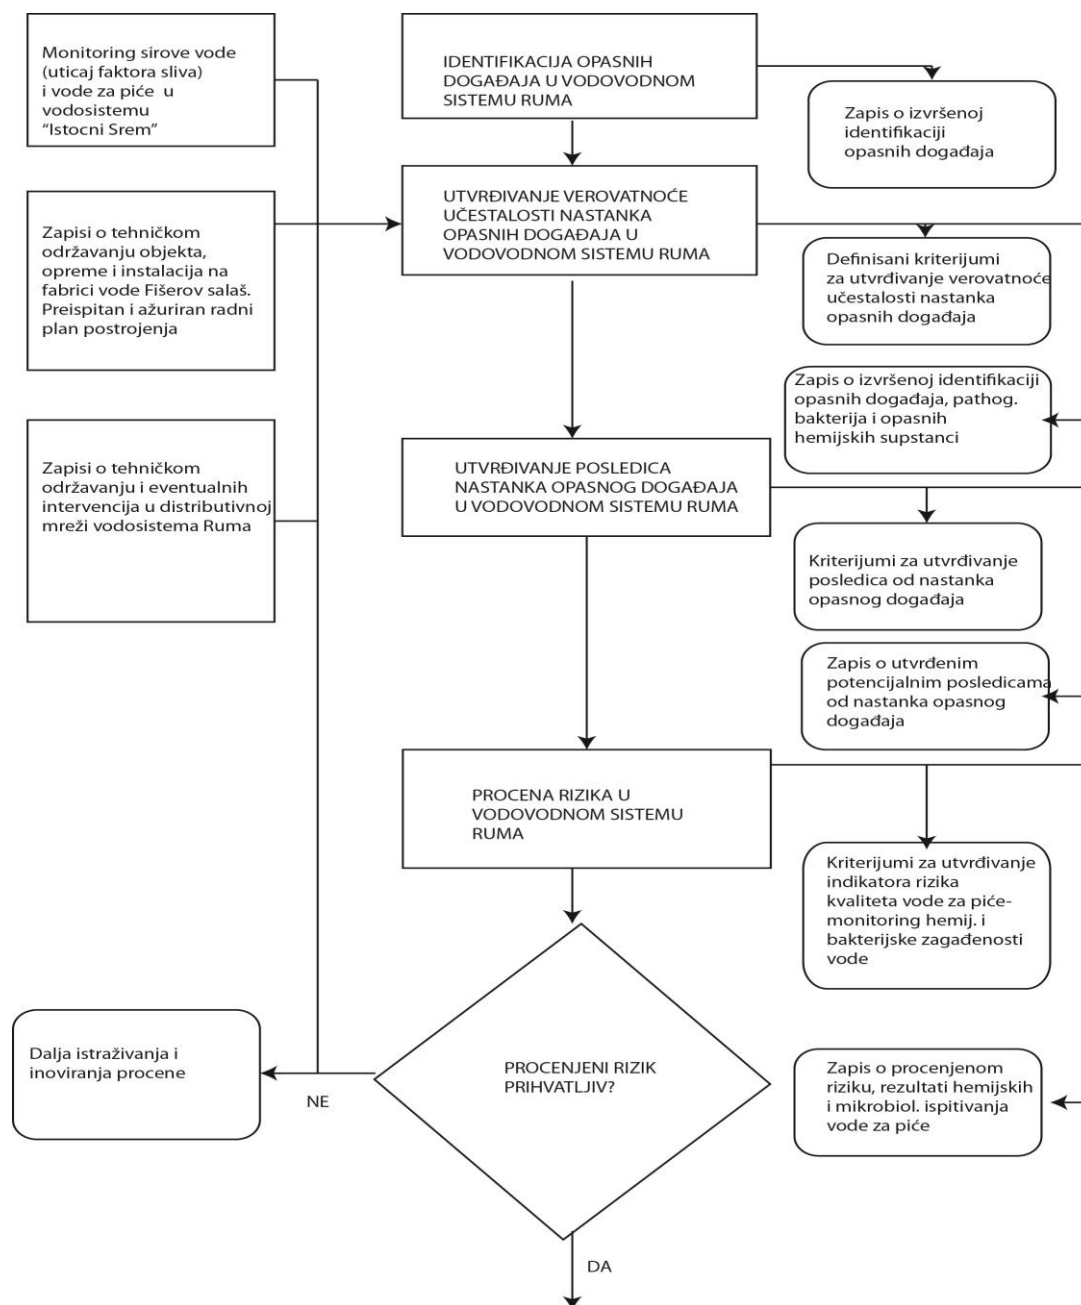 Monitoring sirove vode
(uticaj faktora sliva)
i vode za piće u
vodosistemu
“Istocni Srem”
IDENTIFIKACIJA OPASNIH
DOGAĐAJA U VODOVODNOM
SISTEMU RUMA
Zapis o izvršenoj
identifikaciji
opasnih događaja
Zapisi o tehničkom
održavanju objekta,
opreme i instalacija na
fabrici vode Fišerov salaš.
Preispitan i ažuriran radni
plan postrojenja
UTVRĐIVANJE VEROVATNOĆE
UČESTALOSTI NASTANKA
OPASNIH DOGAĐAJA U
VODOVODNOM SISTEMU RUMA
Definisani kriterijumi
za utvrđivanje verovatnoće
učestalosti nastanka
opasnih događaja
Zapis o izvršenoj identifikaciji
opasnih događaja, pathog.
bakterija i opasnih
hemijskih supstanci
Zapisi o tehničkom
održavanju i eventualnih
intervencija u distributivnoj
mreži vodosistema Ruma
UTVRĐIVANJE POSLEDICA
NASTANKA OPASNOG DOGAĐAJA
U VODOVODNOM SISTEMU RUMA
Kriterijumi za utvrđivanje
posledica od nastanka
opasnog događaja
Zapis o utvrđenim
potencijalnim posledicama
od nastanka opasnog
događaja
PROCENA RIZIKA U
VODOVODNOM SISTEMU
RUMA
Kriterijumi za utvrđivanje
indikatora rizika
kvaliteta vode za piće-
monitoring hemij. i
bakterijske zagađenosti
vode
Dalja istraživanja i
inoviranja procene
NE
PROCENJENI RIZIK
PRIHVATLJIV?
Zapis o procenjenom
riziku, rezultati hemijskih
i mikrobiol. ispitivanja
vode za piće
DA